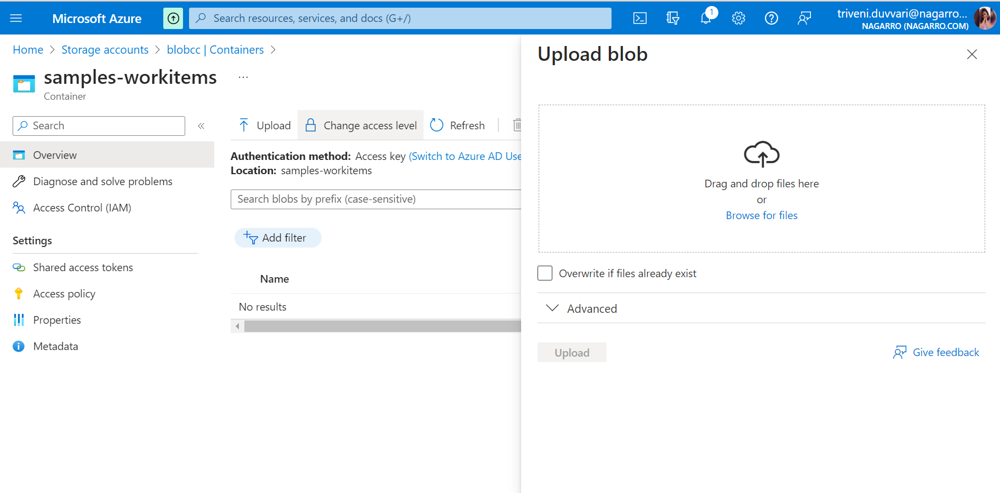 Microsoft Azure
Search resources, services, and docs (G+/)
1
triveni.duvvari@nagarro...
NAGARRO (NAGARRO.COM)
Home > Storage accounts > blobcc | Containers >
samples-workitems ...
Container
Search «
Overview
Diagnose and solve problems
Access Control (IAM)
Settings
Shared access tokens
Access policy
Properties
Metadata
Upload Change access level Refresh
Authentication method: Access key (Switch to Azure AD Use
Location: samples-workitems
Search blobs by prefix (case-sensitive)
Add filter
Name
No results
Upload blob
Drag and drop files here
or
Browse for files
Overwrite if files already exist
Advanced
Upload
Give feedback